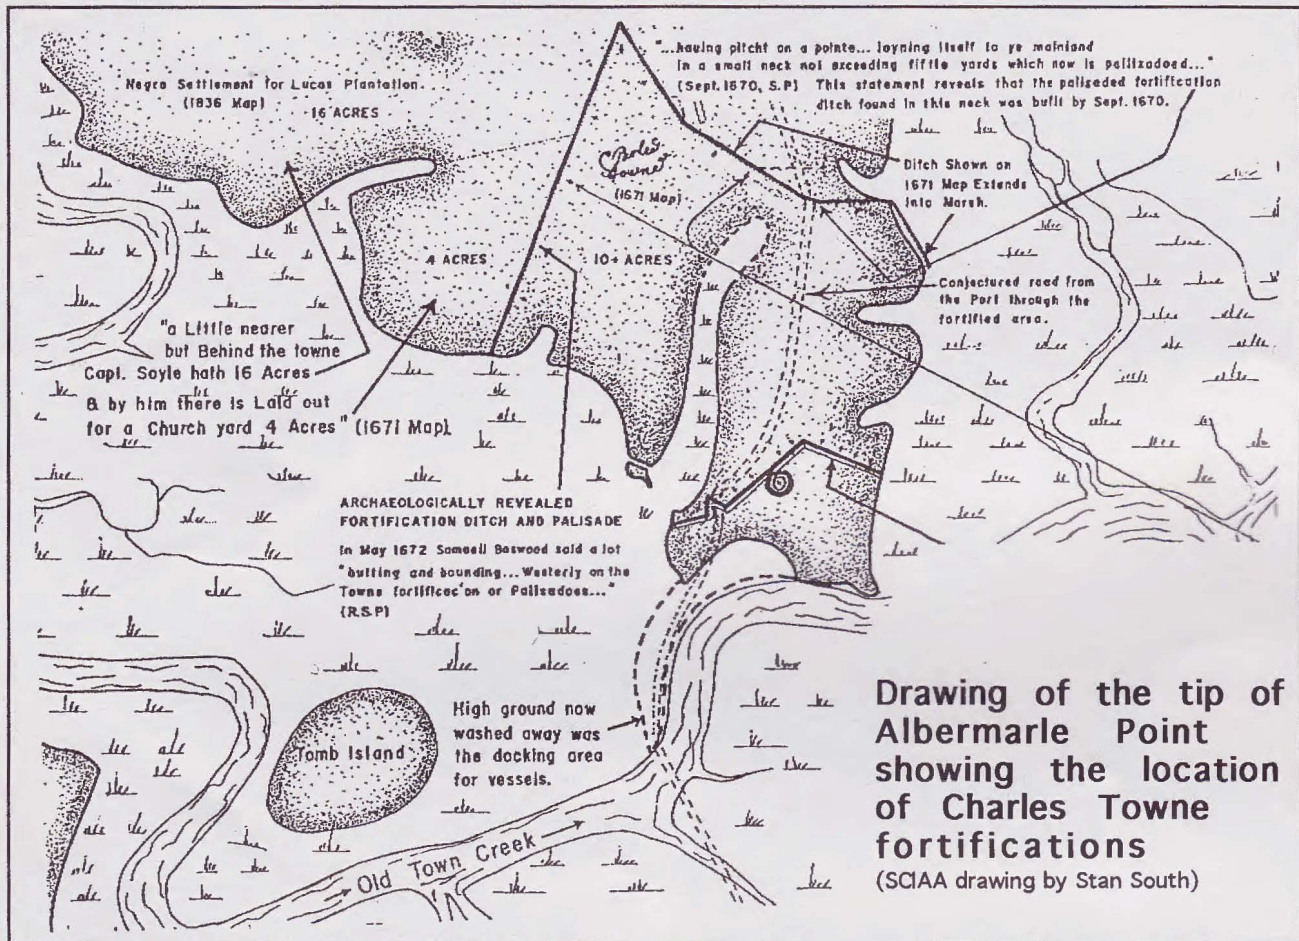 "...having pitcht on a pointe... joyning itself to ye mainland
in a small neck not exceeding fiftie yards which now is pallizadoed..."
(Sept. 1670, S.P) This statement reveals that the palisaded fortification
ditch found in this neck was built by Sept. 1670.
Negro Settlement for Lucas Plantation.
(1836 Map)
16 ACRES
Charles
Towne
(1671 Map)
Ditch Shown on
1671 Map Extends
Into Marsh.
4 ACRES
10+ ACRES
Conjectured road from
the Port through the
fortified area.
"a Little nearer
but Behind the towne
Capt. Soyle hath 16 Acres
& by him there is Laid out
for a Church yard 4 Acres" (1671 Map)
ARCHAEOLOGICALLY REVEALED
FORTIFICATION DITCH AND PALISADE
In May 1672 Samuell Boswood sold a lot
"butting and bounding... Westerly on the
Towns fortificac'on or Palisadoes..."
(R.S.P)
High ground now
washed away was
the docking area
for vessels.
Tomb Island
Old Town Creek
Drawing of the tip of
Albermarle Point
showing the location
of Charles Towne
fortifications
(SCIAA drawing by Stan South)